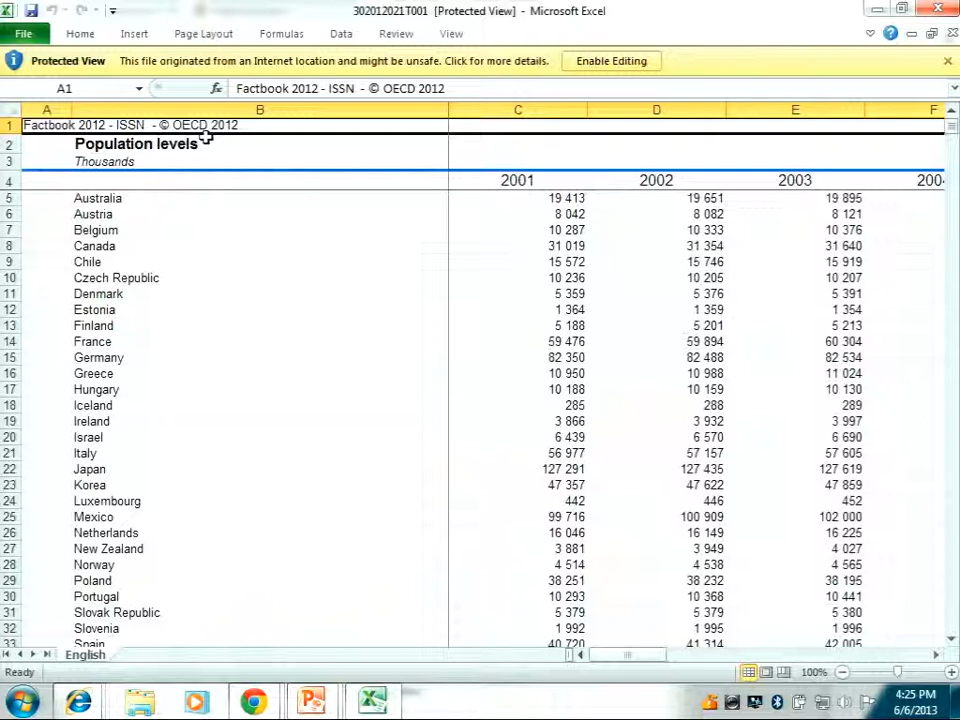 302012021T001 [Protected View] - Microsoft Excel
File Home Insert Page Layout Formulas Data Review View
Protected View This file originated from an Internet location and might be unsafe. Click for more details. Enable Editing
A1 fx Factbook 2012 - ISSN - © OECD 2012
A B C D E F
1 Factbook 2012 - ISSN - © OECD 2012
2 Population levels
3 Thousands
4 2001 2002 2003
5 Australia 19 413 19 651 19 895
6 Austria 8 042 8 082 8 121
7 Belgium 10 287 10 333 10 376
8 Canada 31 019 31 354 31 640
9 Chile 15 572 15 746 15 919
10 Czech Republic 10 236 10 205 10 207
11 Denmark 5 359 5 376 5 391
12 Estonia 1 364 1 359 1 354
13 Finland 5 188 5 201 5 213
14 France 59 476 59 894 60 304
15 Germany 82 350 82 488 82 534
16 Greece 10 950 10 988 11 024
17 Hungary 10 188 10 159 10 130
18 Iceland 285 288 289
19 Ireland 3 866 3 932 3 997
20 Israel 6 439 6 570 6 690
21 Italy 56 977 57 157 57 605
22 Japan 127 291 127 435 127 619
23 Korea 47 357 47 622 47 859
24 Luxembourg 442 446 452
25 Mexico 99 716 100 909 102 000
26 Netherlands 16 046 16 149 16 225
27 New Zealand 3 881 3 949 4 027
28 Norway 4 514 4 538 4 565
29 Poland 38 251 38 232 38 195
30 Portugal 10 293 10 368 10 441
31 Slovak Republic 5 379 5 379 5 380
32 Slovenia 1 992 1 995 1 996
33 Spain 40 720 41 314 42 005
English
Ready 100%
4:25 PM
6/6/2013